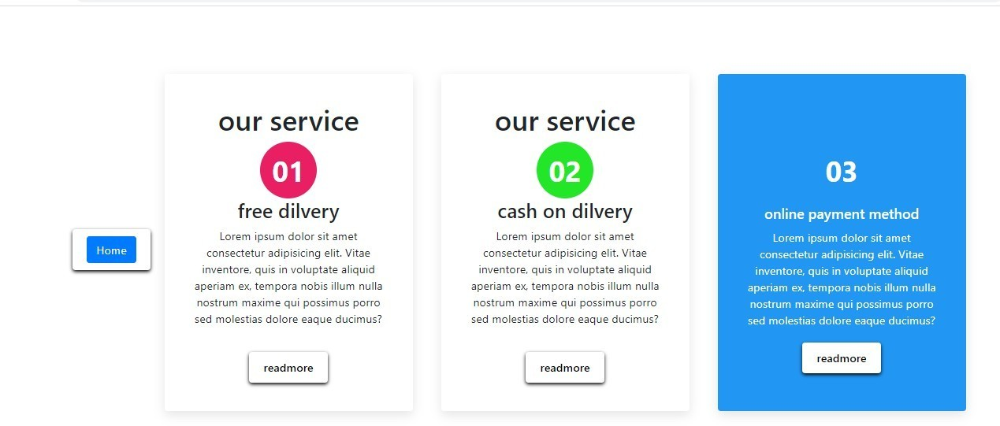 Home
our service
01
free dilvery
Lorem ipsum dolor sit amet
consectetur adipisicing elit. Vitae
inventore, quis in voluptate aliquid
aperiam ex, tempora nobis illum nulla
nostrum maxime qui possimus porro
sed molestias dolore eaque ducimus?
readmore
our service
02
cash on dilvery
Lorem ipsum dolor sit amet
consectetur adipisicing elit. Vitae
inventore, quis in voluptate aliquid
aperiam ex, tempora nobis illum nulla
nostrum maxime qui possimus porro
sed molestias dolore eaque ducimus?
readmore
03
online payment method
Lorem ipsum dolor sit amet
consectetur adipisicing elit. Vitae
inventore, quis in voluptate aliquid
aperiam ex, tempora nobis illum nulla
nostrum maxime qui possimus porro
sed molestias dolore eaque ducimus?
readmore